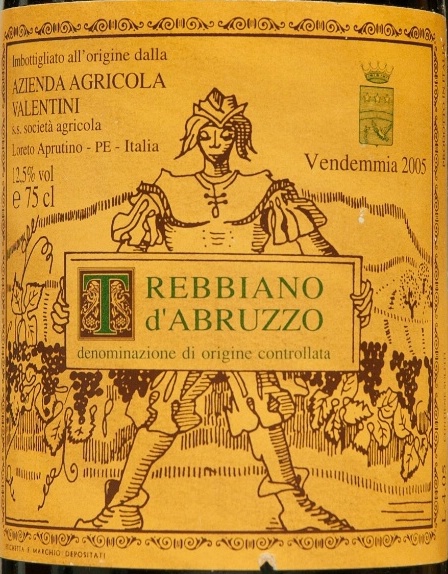 Imbottigliato all'origine dalla
AZIENDA AGRICOLA
VALENTINI
s.s. società agricola
Loreto Aprutino - PE - Italia
12,5% vol
e 75 cl
Vendemmia 2005
TREBBIANO
d'ABRUZZO
denominazione di origine controllata
E MARCHIO DEPOSITATI